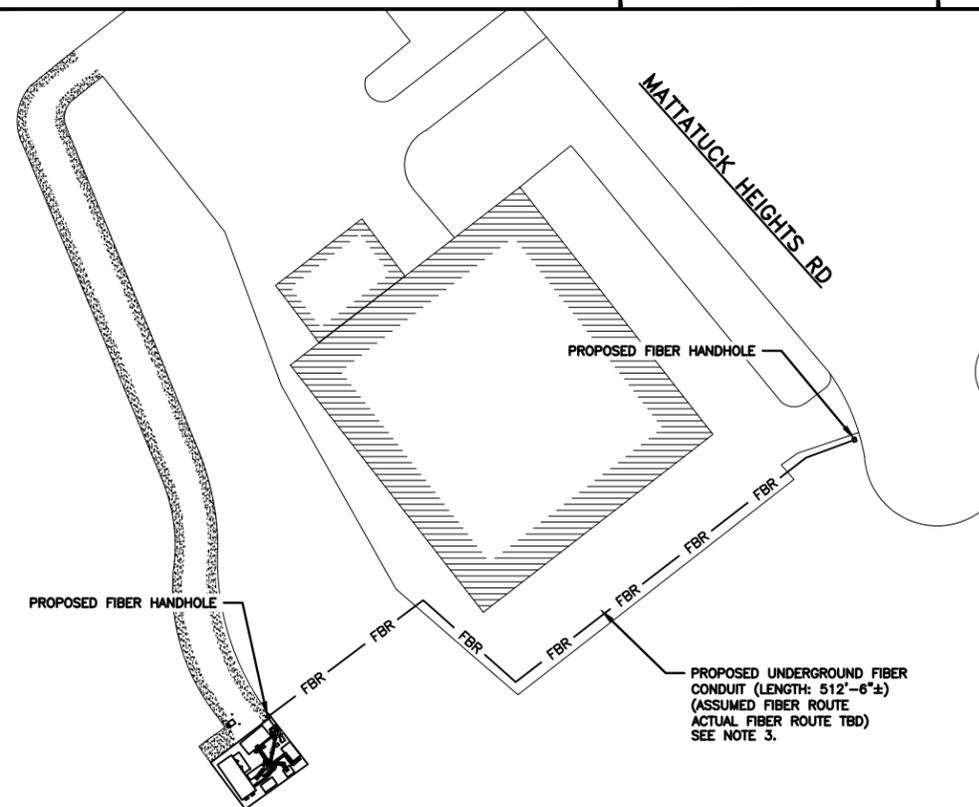 MATTATUCK HEIGHTS RD
PROPOSED FIBER HANDHOLE
FBR
FBR
FBR
FBR
PROPOSED FIBER HANDHOLE
FBR
FBR
FBR
PROPOSED UNDERGROUND FIBER
CONDUIT (LENGTH: 512'-6"±)
(ASSUMED FIBER ROUTE
ACTUAL FIBER ROUTE TBD)
SEE NOTE 3.